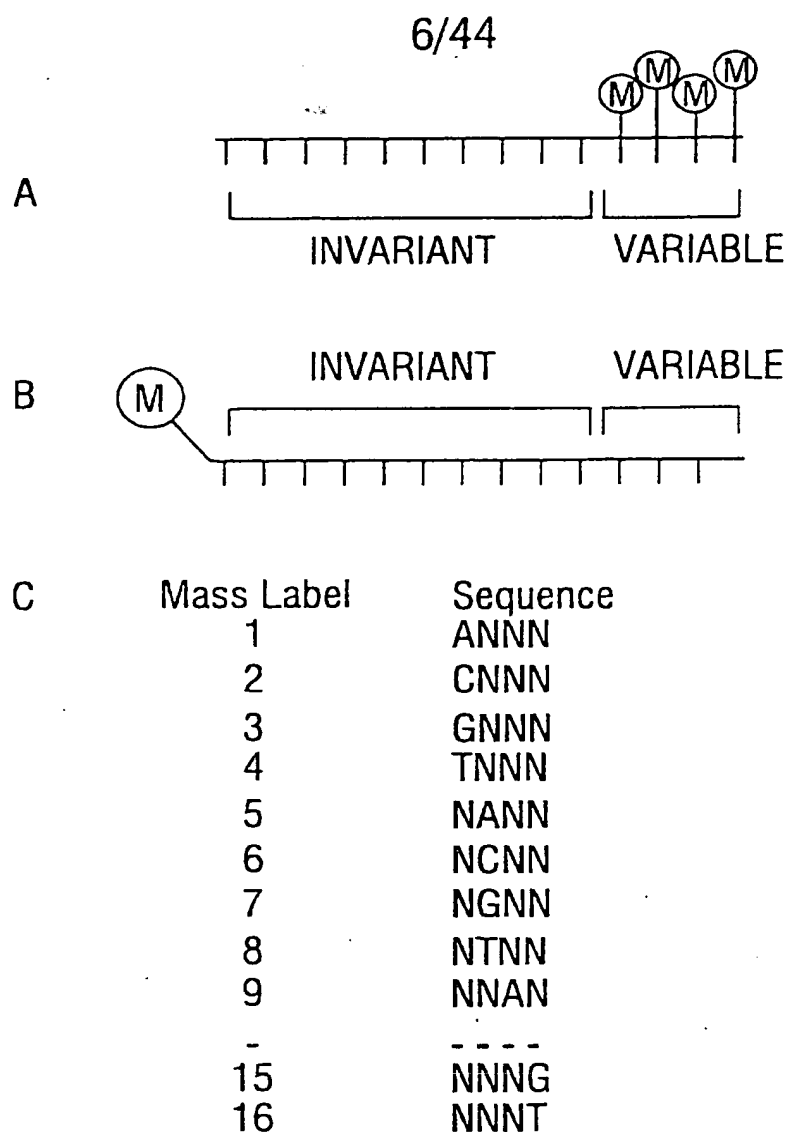 6/44
M M M M
A
INVARIANT VARIABLE
INVARIANT VARIABLE
B M
C Mass Label Sequence
1 ANNN
2 CNNN
3 GNNN
4 TNNN
5 NANN
6 NCNN
7 NGNN
8 NTNN
9 NNAN
- - - - -
15 NNNG
16 NNNT